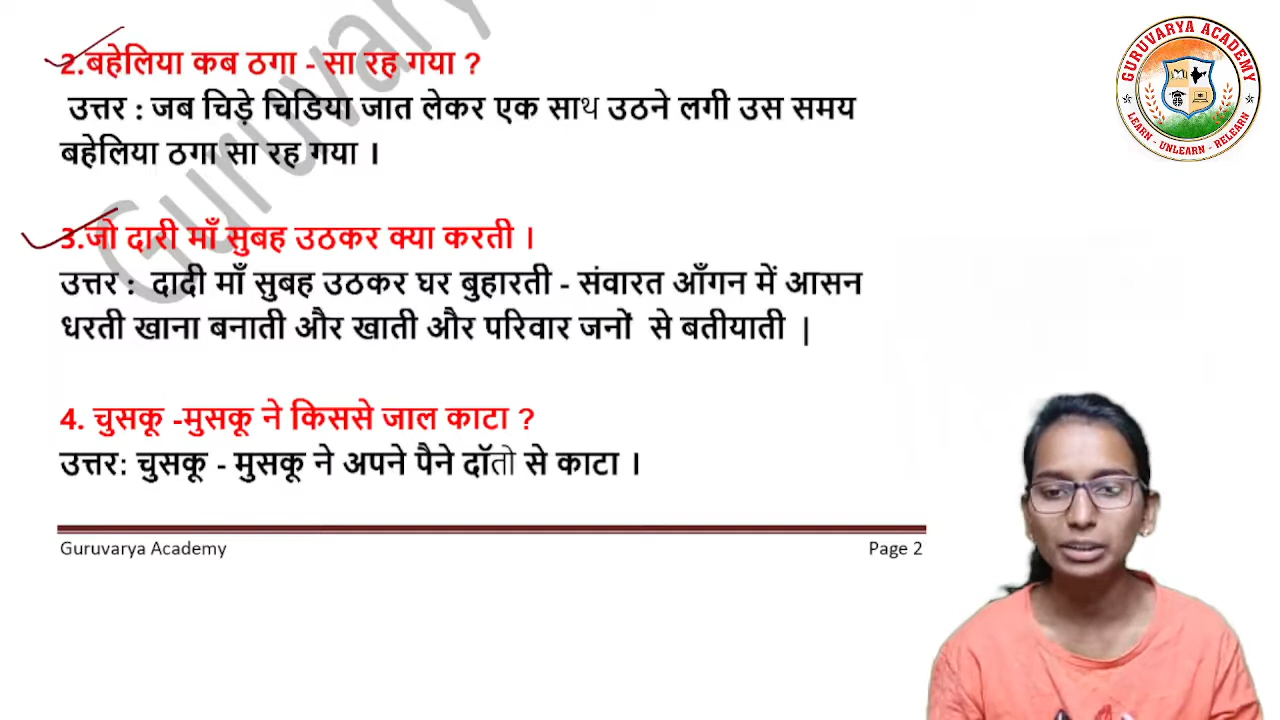 2.बहेलिया कब ठगा - सा रह गया ?
उत्तर : जब चिड़े चिडिया जात लेकर एक साथ उठने लगी उस समय
बहेलिया ठगा सा रह गया ।
3.जो दारी माँ सुबह उठकर क्या करती ।
उत्तर : दादी माँ सुबह उठकर घर बुहारती - संवारत आँगन में आसन
धरती खाना बनाती और खाती और परिवार जनों से बतीयाती |
4. चुसकू -मुसकू ने किससे जाल काटा ?
उत्तर: चुसकू - मुसकू ने अपने पैने दाॅतो से काटा ।
Guruvarya Academy
Page 2
GURUVARYA ACADEMY
LEARN - UNLEARN - RELEARN